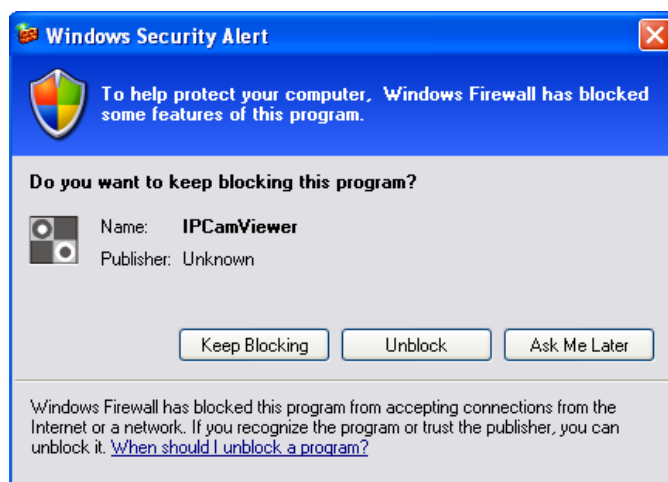 Windows Security Alert
To help protect your computer, Windows Firewall has blocked
some features of this program.
Do you want to keep blocking this program?
Name: IPCamViewer
Publisher: Unknown
Keep Blocking Unblock Ask Me Later
Windows Firewall has blocked this program from accepting connections from the
Internet or a network. If you recognize the program or trust the publisher, you can
unblock it. When should I unblock a program?